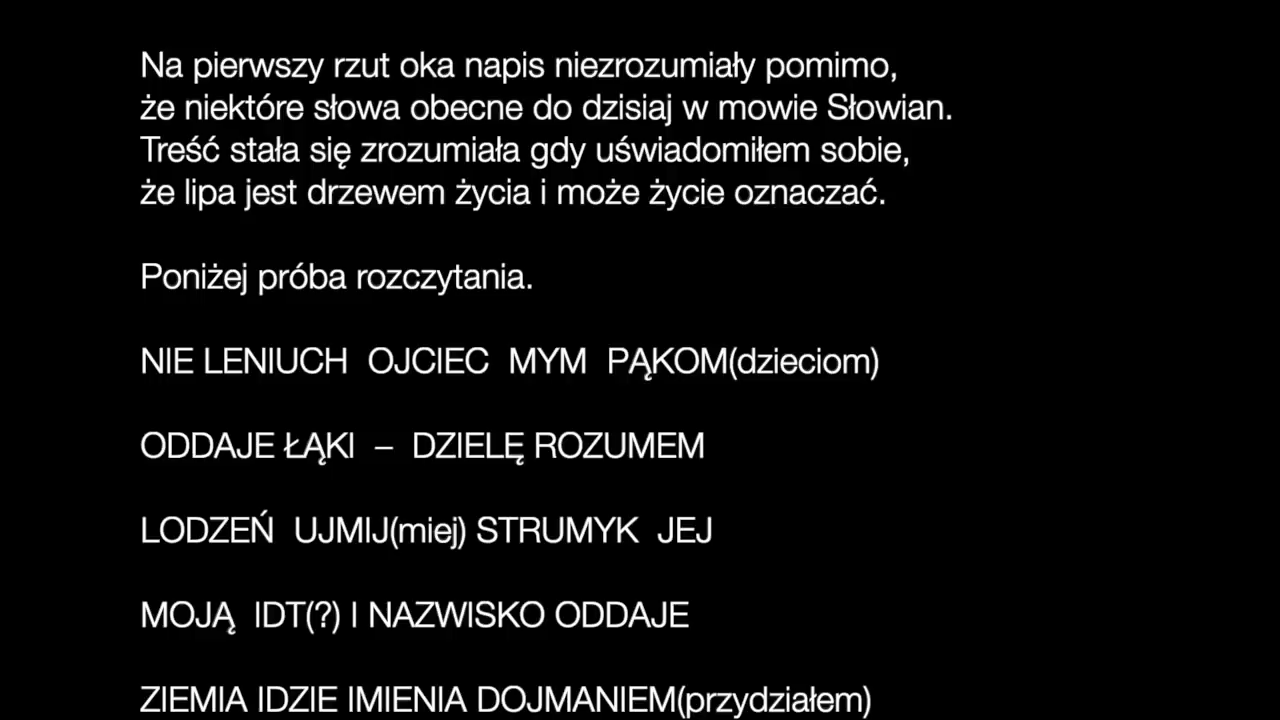 Na pierwszy rzut oka napis niezrozumiały pomimo,
że niektóre słowa obecne do dzisiaj w mowie Słowian.
Treść stała się zrozumiała gdy uświadomiłem sobie,
że lipa jest drzewem życia i może życie oznaczać.
Poniżej próba rozczytania.
NIE LENIUCH OJCIEC MYM PĄKOM(dzieciom)
ODDAJE ŁĄKI – DZIELĘ ROZUMEM
LODZEŃ UJMIJ(miej) STRUMYK JEJ
MOJĄ IDT(?) I NAZWISKO ODDAJE
ZIEMIA IDZIE IMIENIA DOJMANIEM(przydziałem)